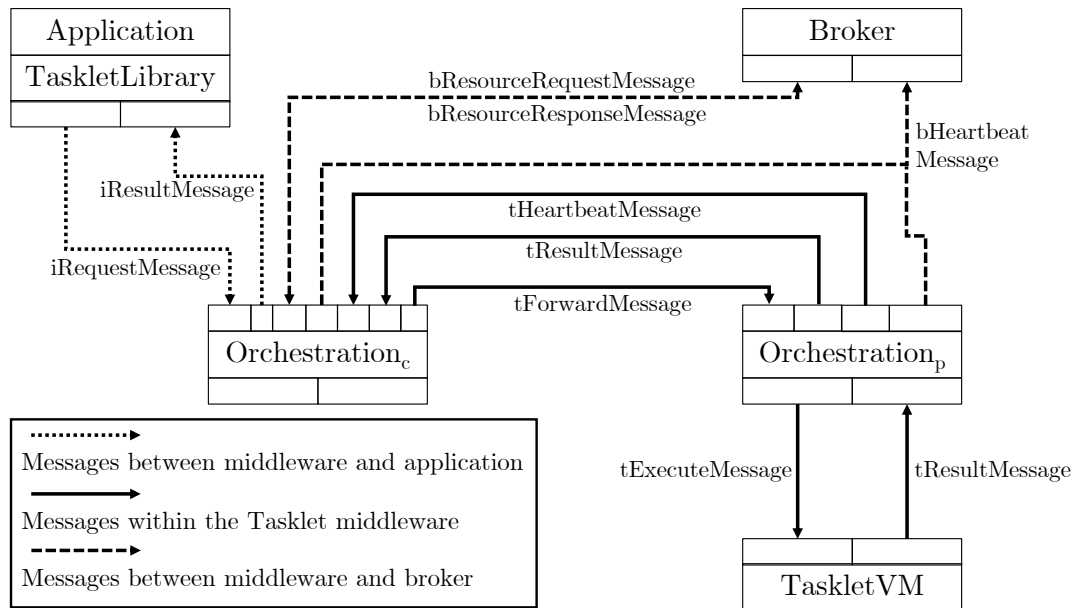 Application
TaskletLibrary
Broker
bResourceRequestMessage
bResourceResponseMessage
bHeartbeat
Message
iResultMessage
tHeartbeatMessage
tResultMessage
iRequestMessage
tForwardMessage
Orchestration_c
Orchestration_p
Messages between middleware and application
Messages within the Tasklet middleware
Messages between middleware and broker
tExecuteMessage
tResultMessage
TaskletVM